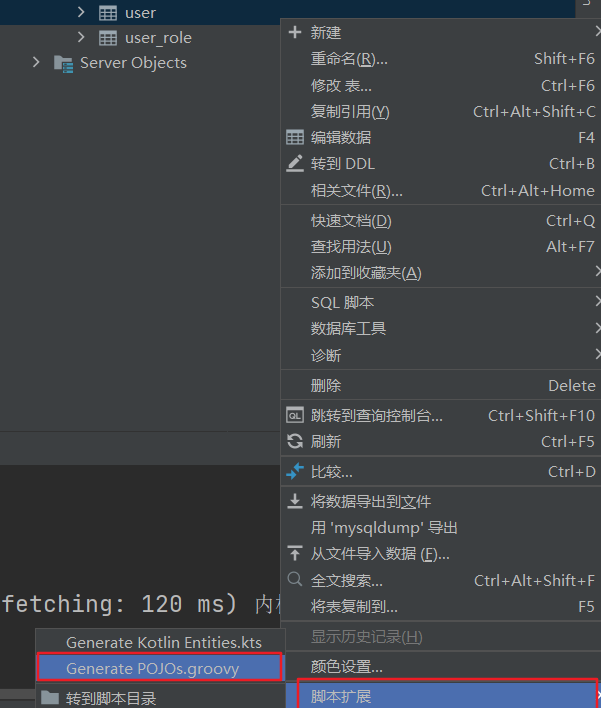 user
user_role
Server Objects
新建
重命名(R)... Shift+F6
修改 表... Ctrl+F6
复制引用(Y) Ctrl+Alt+Shift+C
编辑数据 F4
转到 DDL Ctrl+B
相关文件(R)... Ctrl+Alt+Home
快速文档(D) Ctrl+Q
查找用法(U) Alt+F7
添加到收藏夹(A)
SQL 脚本
数据库工具
诊断
删除 Delete
QL 跳转到查询控制台... Ctrl+Shift+F10
刷新 Ctrl+F5
比较... Ctrl+D
将数据导出到文件
用 'mysqldump' 导出
从文件导入数据 (F)...
全文搜索... Ctrl+Alt+Shift+F
将表复制到... F5
显示历史记录(H)
颜色设置...
脚本扩展
fetching: 120 ms) 内
Generate Kotlin Entities.kts
Generate POJOs.groovy
转到脚本目录